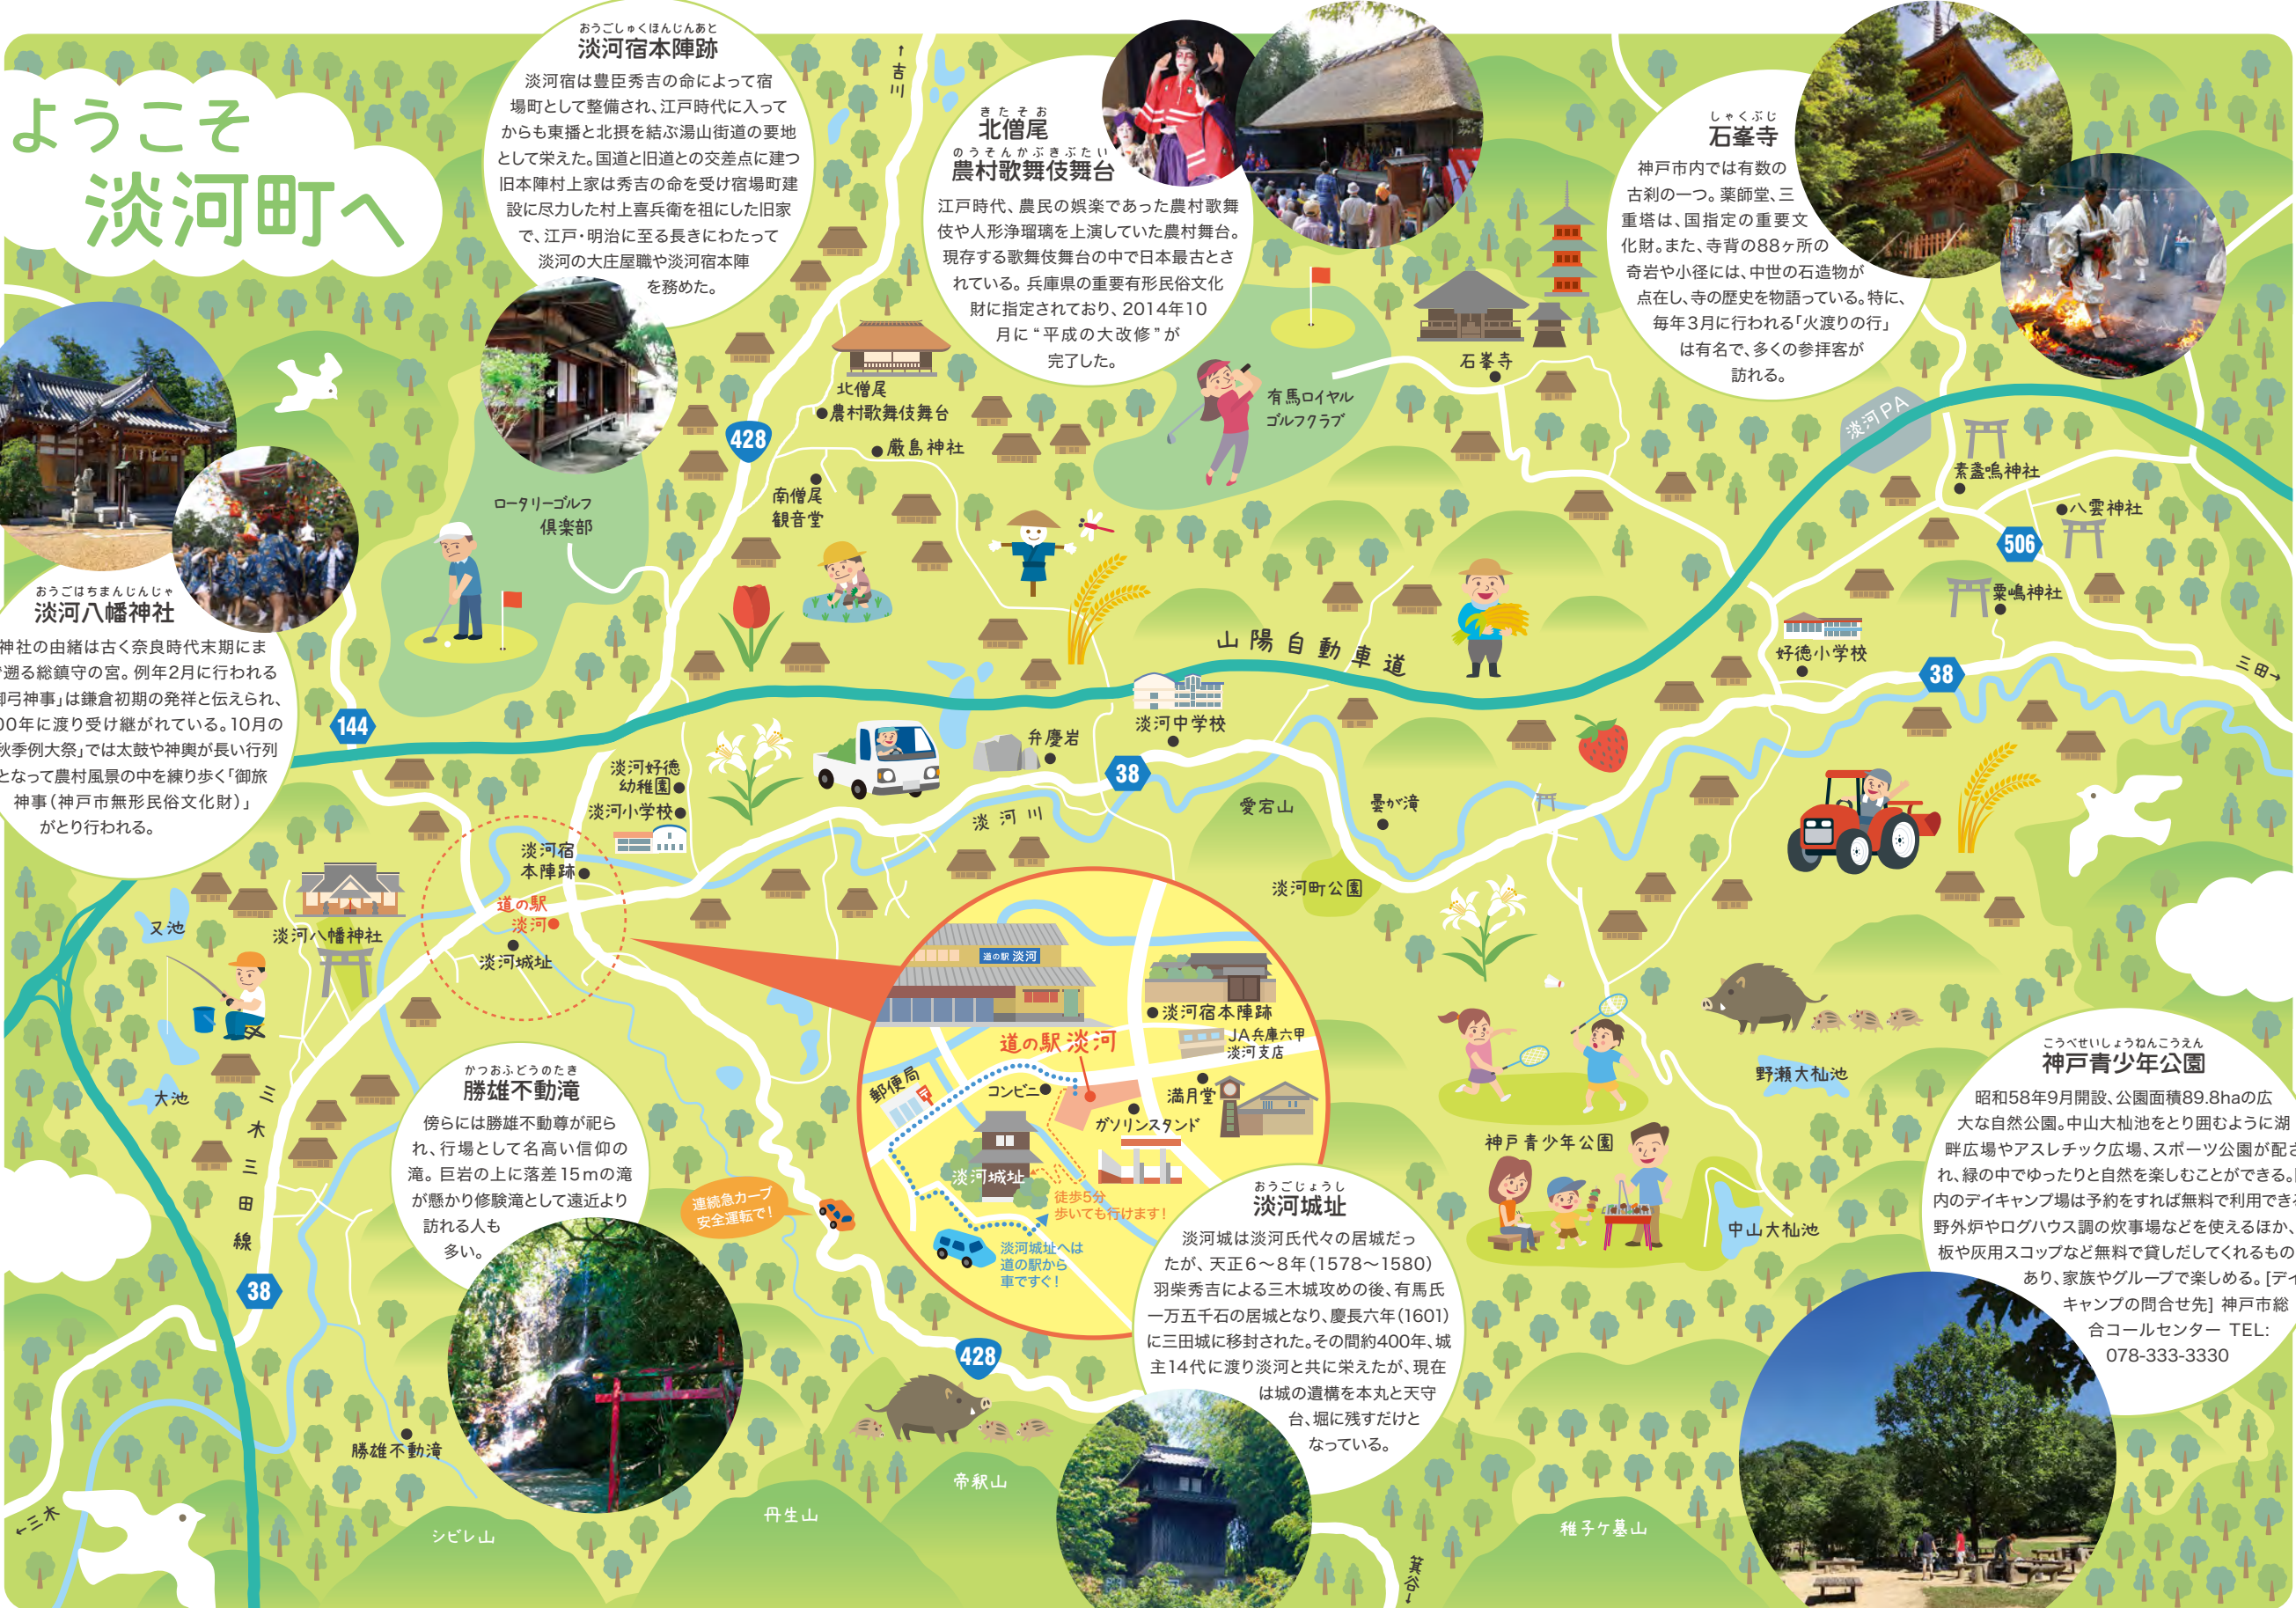 ようこそ
淡河町へ
おうごしゅくほんじんあと
淡河宿本陣跡
淡河宿は豊臣秀吉の命によって宿
場町として整備され、江戸時代に入って
からも東播と北摂を結ぶ湯山街道の要地
として栄えた。国道と旧道との交差点に建つ
旧本陣村上家は秀吉の命を受け宿場町建
設に尽力した村上喜兵衛を祖にした旧家
で、江戸・明治に至る長きにわたって
淡河の大庄屋職や淡河宿本陣
を務めた。
↑吉川
きたそお
北僧尾
のうそんかぶきぶたい
農村歌舞伎舞台
江戸時代、農民の娯楽であった農村歌舞
伎や人形浄瑠璃を上演していた農村舞台。
現存する歌舞伎舞台の中で日本最古とさ
れている。兵庫県の重要有形民俗文化
財に指定されており、2014年10
月に“平成の大改修”が
完了した。
しゃくぶじ
石峯寺
神戸市内では有数の
古刹の一つ。薬師堂、三
重塔は、国指定の重要文
化財。また、寺背の88ヶ所の
奇岩や小径には、中世の石造物が
点在し、寺の歴史を物語っている。特に、
毎年3月に行われる「火渡りの行」
は有名で、多くの参拝客が
訪れる。
おうごはちまんじんじゃ
淡河八幡神社
神社の由緒は古く奈良時代末期にま
遡る総鎮守の宮。例年2月に行われる
弓神事」は鎌倉初期の発祥と伝えられ、
00年に渡り受け継がれている。10月の
秋季例大祭」では太鼓や神輿が長い行列
となって農村風景の中を練り歩く「御旅
神事(神戸市無形民俗文化財)」
がとり行われる。
北僧尾
農村歌舞伎舞台
厳島神社
428
南僧尾
観音堂
ロータリーゴルフ
倶楽部
有馬ロイヤル
ゴルフクラブ
石峯寺
淡河PA
素盞嗚神社
八雲神社
506
粟嶋神社
好徳小学校
38
三田→
山陽自動車道
144
淡河中学校
弁慶岩
38
淡河好徳
幼稚園
淡河小学校
淡河川
愛宕山
曇が滝
淡河町公園
淡河宿
本陣跡
道の駅
淡河
淡河城址
又池
淡河八幡神社
大池
三木三田線
38
道の駅 淡河
淡河宿本陣跡
JA兵庫六甲
淡河支店
道の駅 淡河
郵便局
コンビニ
満月堂
ガソリンスタンド
淡河城址
徒歩5分
歩いても行けます!
淡河城址へは
道の駅から
車ですぐ!
連続急カーブ
安全運転で!
かつおふどうのたき
勝雄不動滝
傍らには勝雄不動尊が祀ら
れ、行場として名高い信仰の
滝。巨岩の上に落差15mの滝
が懸かり修験滝として遠近より
訪れる人も
多い。
おうごじょうし
淡河城址
淡河城は淡河氏代々の居城だっ
たが、天正6〜8年(1578〜1580)
羽柴秀吉による三木城攻めの後、有馬氏
一万五千石の居城となり、慶長六年(1601)
に三田城に移封された。その間約400年、城
主14代に渡り淡河と共に栄えたが、現在
は城の遺構を本丸と天守
台、堀に残すだけと
なっている。
野瀬大杣池
神戸青少年公園
中山大杣池
こうべせいしょうねんこうえん
神戸青少年公園
昭和58年9月開設、公園面積89.8haの広
大な自然公園。中山大杣池をとり囲むように湖
畔広場やアスレチック広場、スポーツ公園が配さ
れ、緑の中でゆったりと自然を楽しむことができる。
内のデイキャンプ場は予約をすれば無料で利用でき
野外炉やログハウス調の炊事場などを使えるほか、
板や灰用スコップなど無料で貸しだしてくれるもの
あり、家族やグループで楽しめる。[デイ
キャンプの問合せ先] 神戸市総
合コールセンター TEL:
078-333-3330
428
勝雄不動滝
←三木
シビレ山
丹生山
帝釈山
稚子ケ墓山
箕谷→